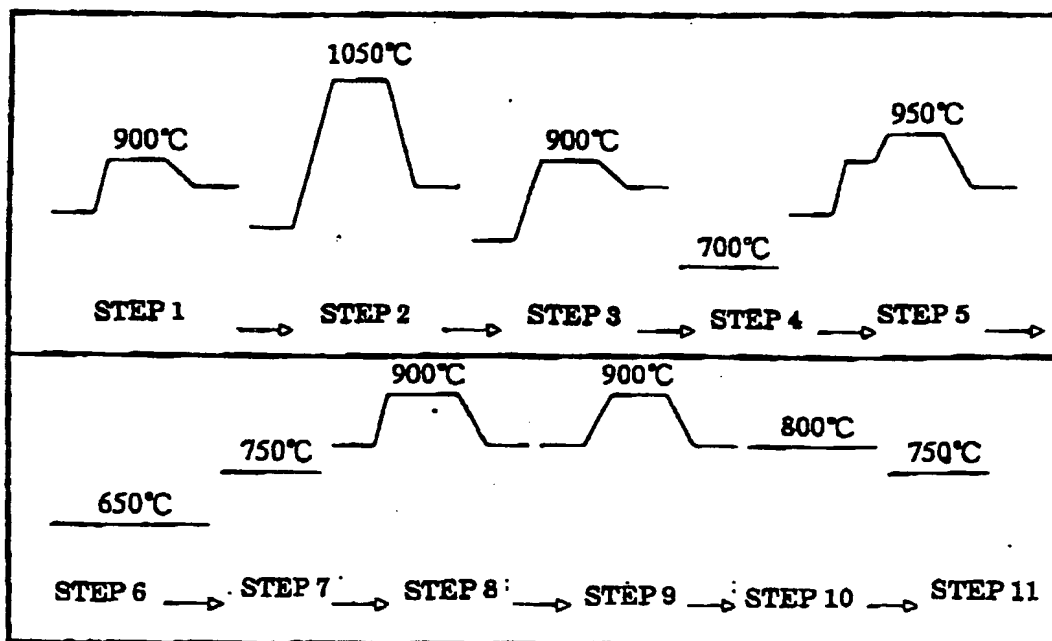 1050℃
900℃ 900℃ 950℃
700℃
STEP 1 STEP 2 STEP 3 STEP 4 STEP 5
900℃ 900℃
750℃ 800℃ 750℃
650℃
STEP 6 STEP 7 STEP 8 STEP 9 STEP 10 STEP 11